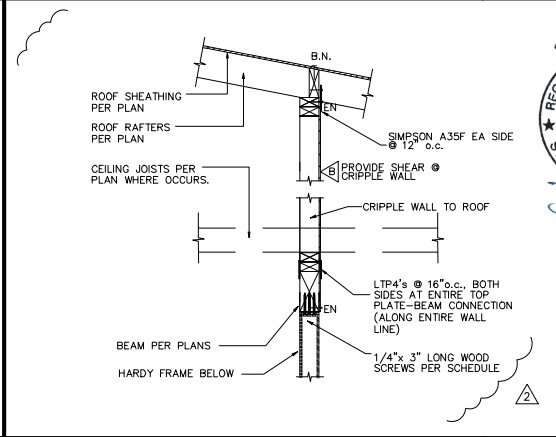 B.N.
ROOF SHEATHING
PER PLAN
EN
ROOF RAFTERS
PER PLAN
SIMPSON A35F EA SIDE
@ 12" o.c.
CEILING JOISTS PER
PLAN WHERE OCCURS.
B
PROVIDE SHEAR @
CRIPPLE WALL
CRIPPLE WALL TO ROOF
LTP4's @ 16"o.c., BOTH
SIDES AT ENTIRE TOP
PLATE-BEAM CONNECTION
(ALONG ENTIRE WALL
LINE)
EN
BEAM PER PLANS
1/4"x 3" LONG WOOD
SCREWS PER SCHEDULE
HARDY FRAME BELOW
2
REG